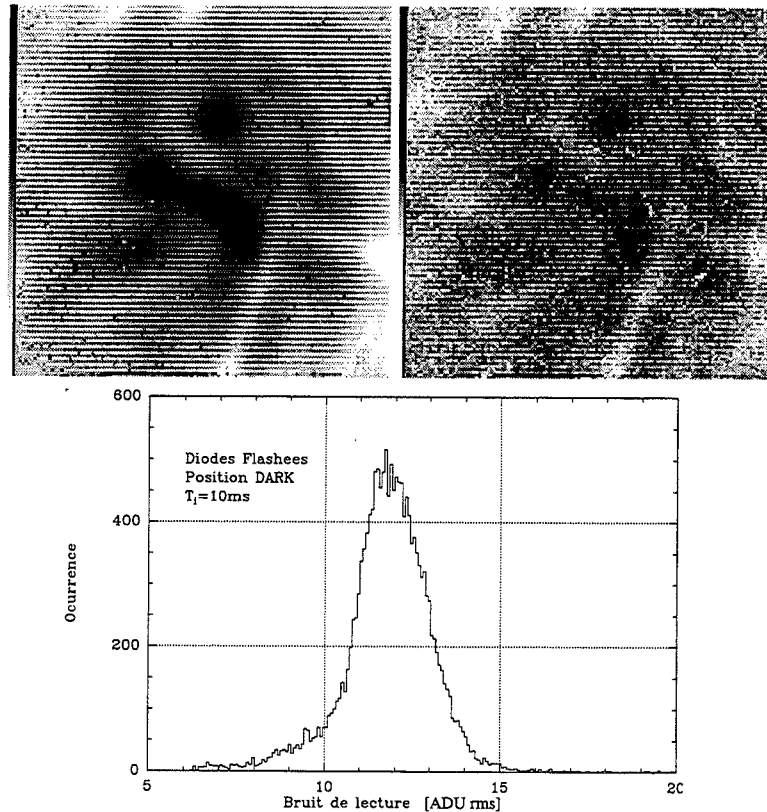 600
Diodes Flashees
Position DARK
T_i=10ms
400
Ocurrence
200
0
5
10
15
20
Bruit de lecture [ADU rms]